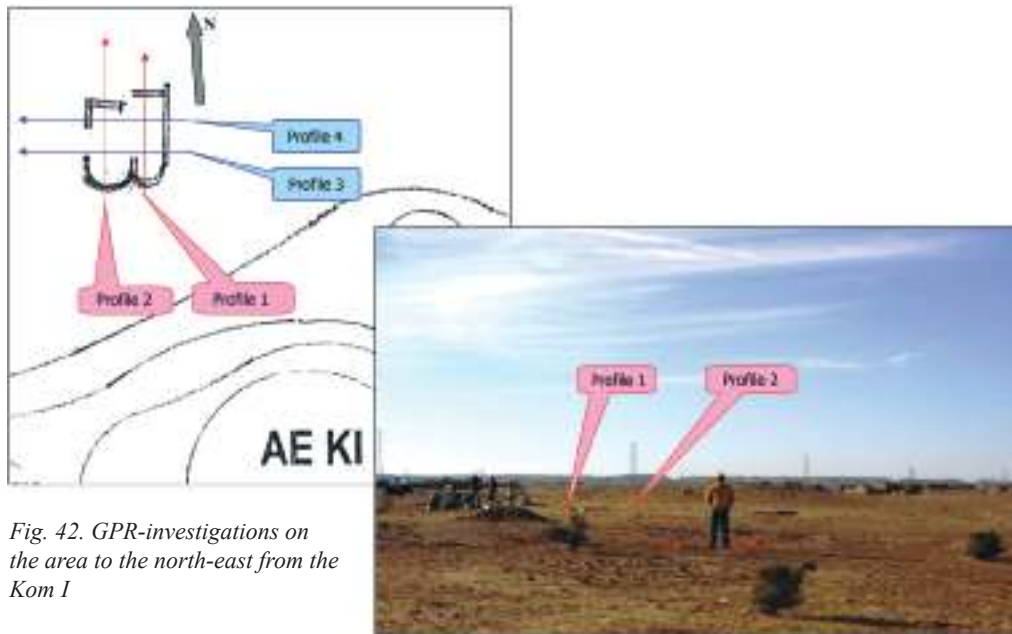 N
Profile 4
Profile 3
Profile 2
Profile 1
AE KI
Profile 1
Profile 2
Fig. 42. GPR-investigations on
the area to the north-east from the
Kom I